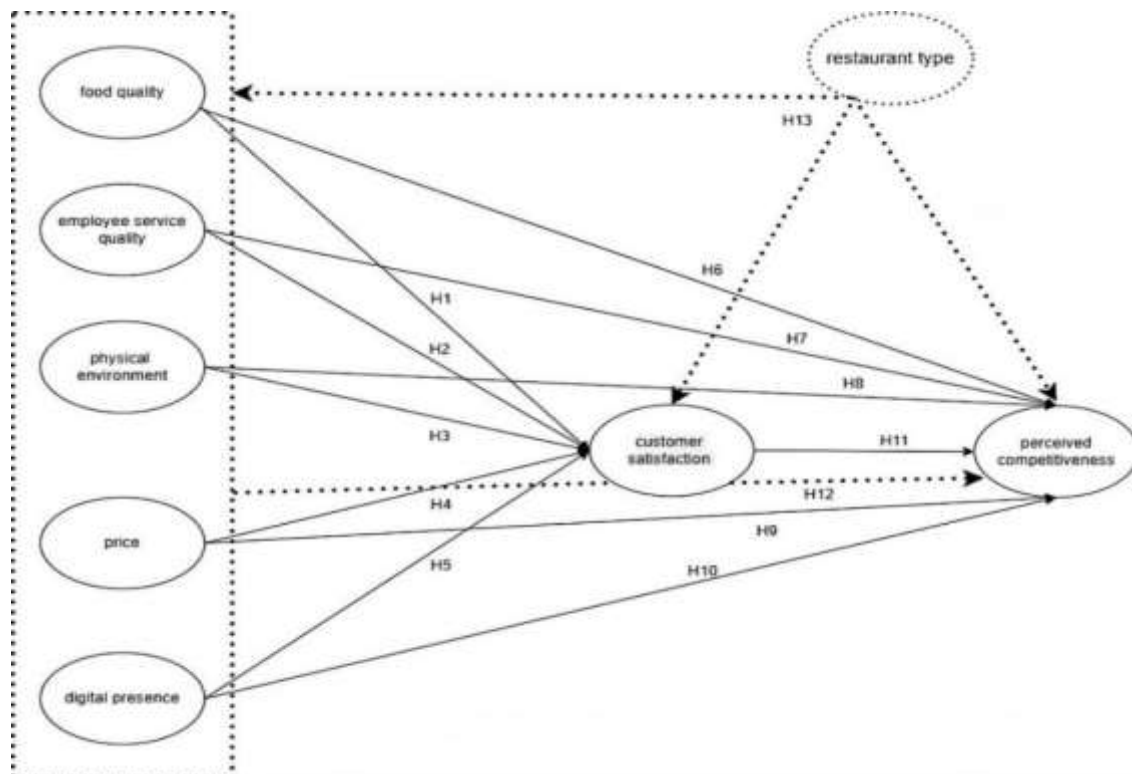 food quality
restaurant type
H13
employee service
quality
H6
H1
H7
H2
physical
environment
H8
H3
customer
satisfaction
H11
perceived
competitiveness
H4
H12
price
H9
H5
H10
digital presence